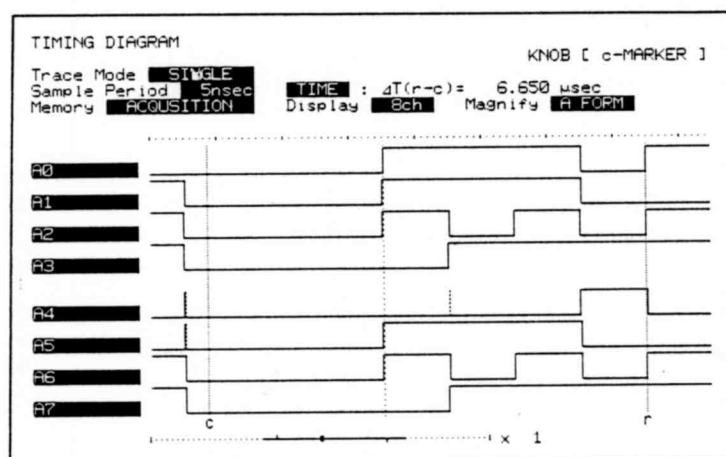 TIMING DIAGRAM
KNOB [ c-MARKER ]
Trace Mode SINGLE
Sample Period 5nsec TIME : ΔT(r-c)= 6.650 μsec
Memory ACQUSITION Display 8ch Magnify A FORM
A0
A1
A2
A3
A4
A5
A6
A7
c
r
x 1